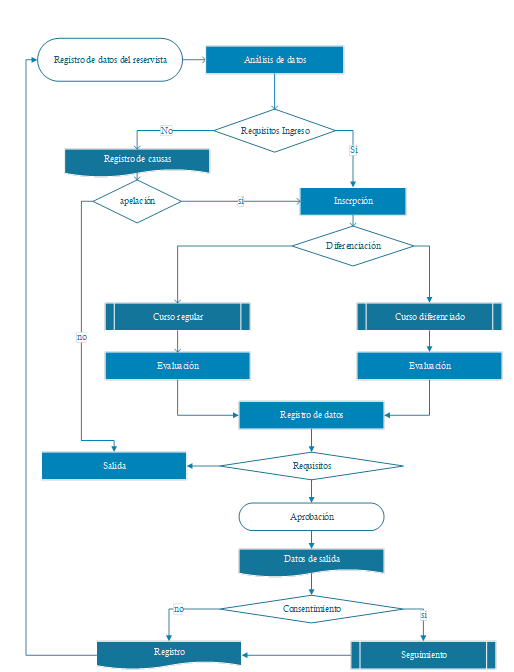 Registro de datos del reservista
Análisis de datos
Requisitos Ingreso
No
Si
Registro de causas
apelación
si
Inscrpción
Diferenciación
Curso regular
Curso diferenciado
no
Evaluación
Evaluación
Registro de datos
Salida
Requisitos
Aprobación
Datos de salida
Consentimiento
no
si
Registro
Seguimiento